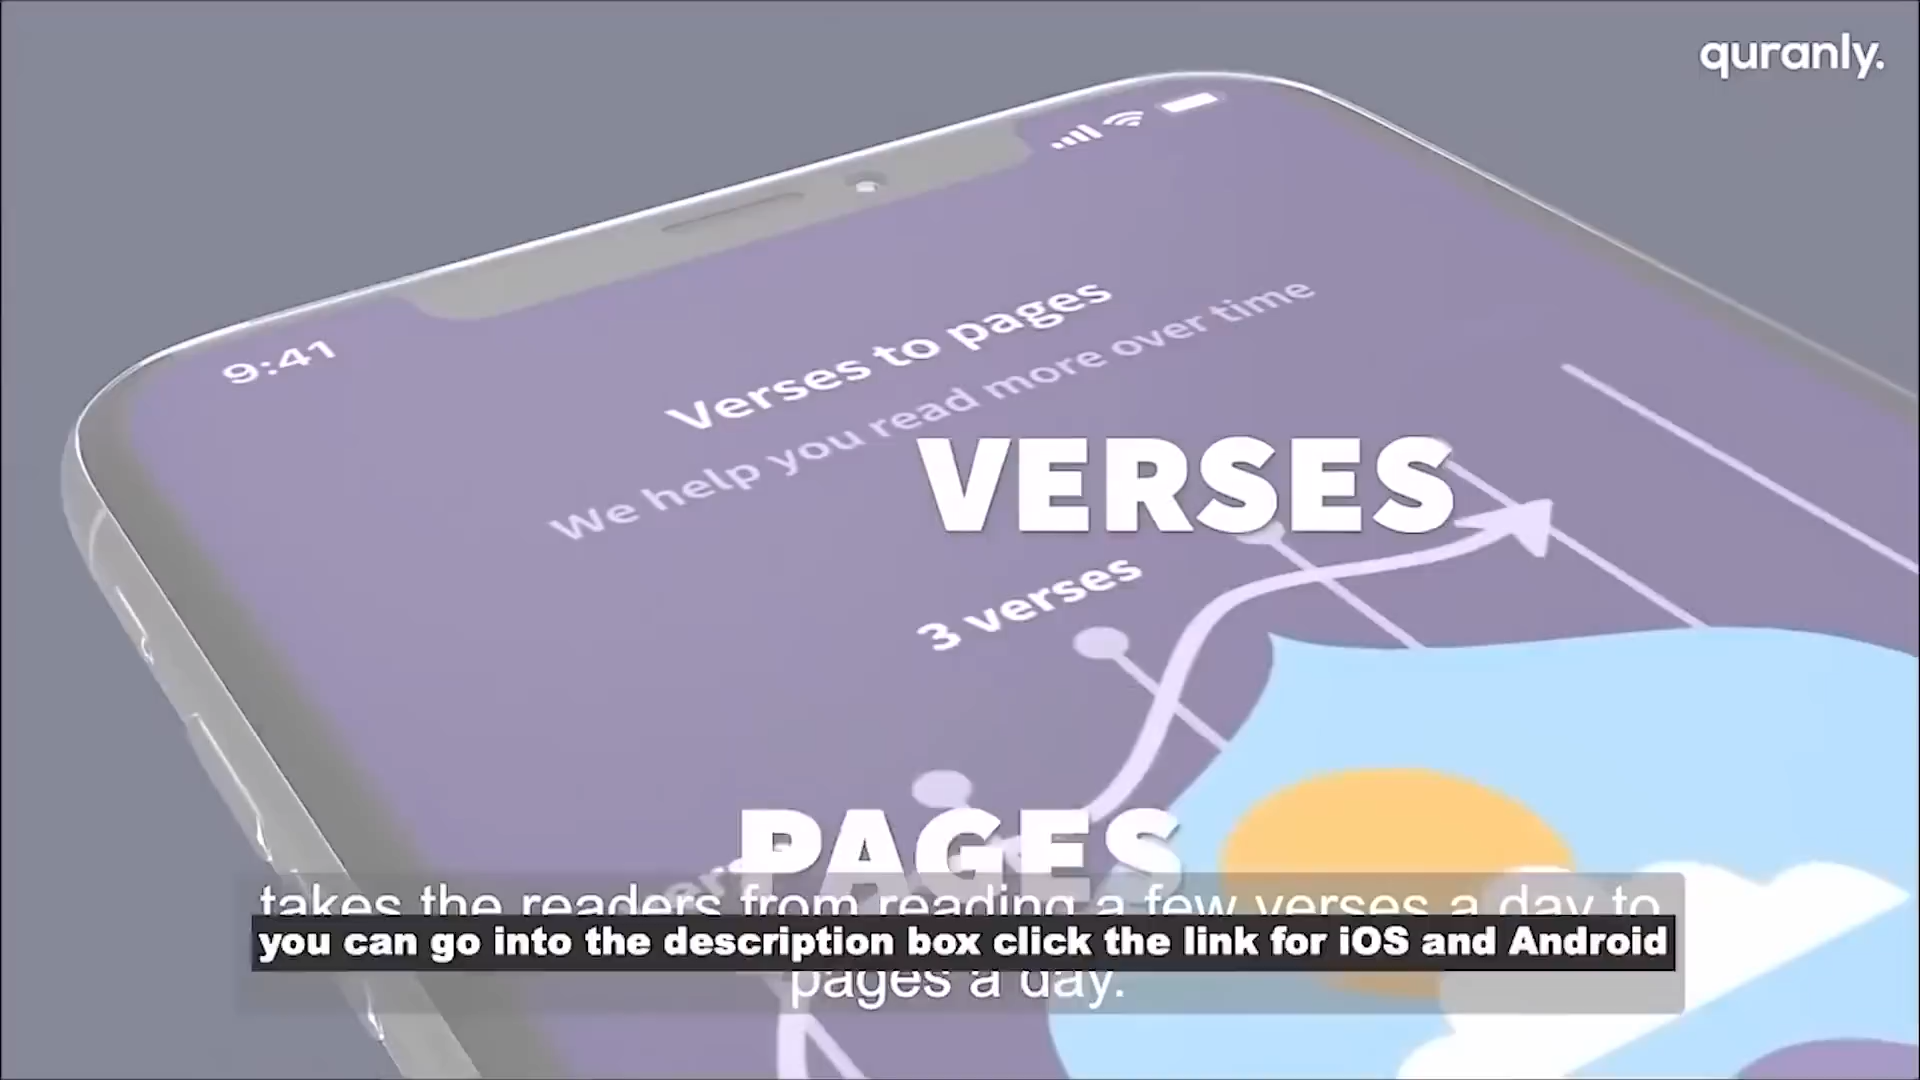 quranly.
9:41
Verses to pages
We help you read more over time
VERSES
3 verses
PAGES
takes the readers from reading a few verses a day to
you can go into the description box click the link for iOS and Android
pages a day.